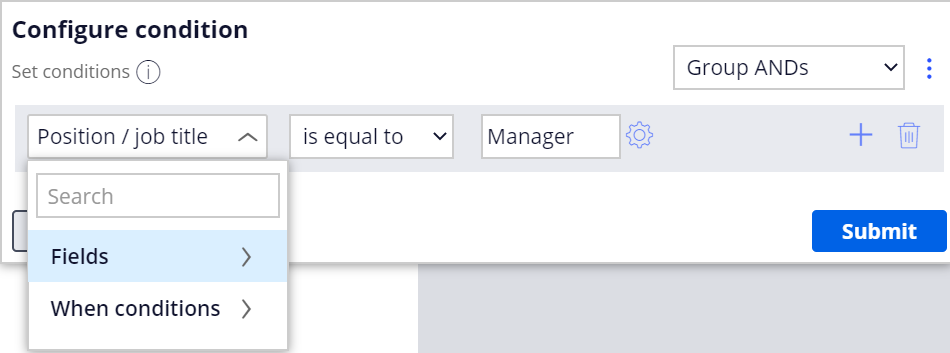 Configure condition
Set conditions
Group ANDs
Position / job title is equal to Manager
Search
Submit
Fields
When conditions